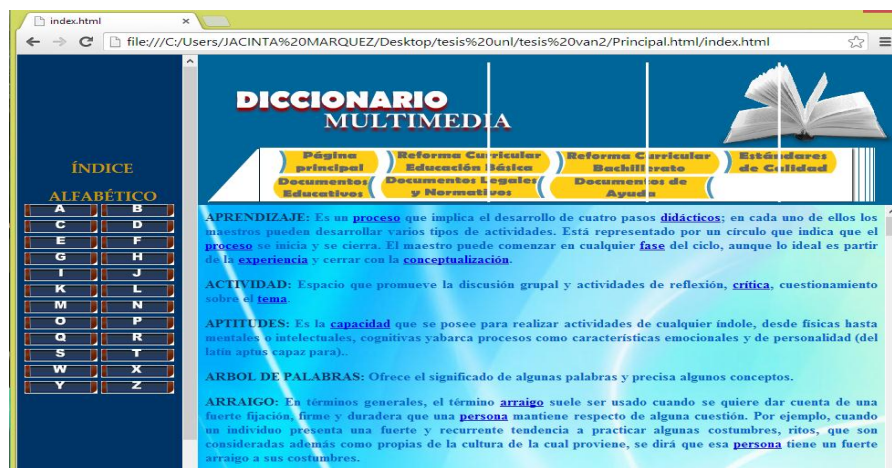 index.html
file:///C:/Users/JACINTA%20MARQUEZ/Desktop/tesis%20unl/tesis%20van2/Principal.html/index.html
DICCIONARIO
MULTIMEDIA
Página principal
Reforma Curricular Educación Básica
Reforma Curricular Bachillerato
Estándares de Calidad
Documentos Educativos
Documentos Legales y Normativos
Documentos de Ayuda
ÍNDICE
ALFABÉTICO
A B
C D
E F
G H
I J
K L
M N
O P
Q R
S T
W X
Y Z
APRENDIZAJE: Es un proceso que implica el desarrollo de cuatro pasos didácticos; en cada uno de ellos los
maestros pueden desarrollar varios tipos de actividades. Está representado por un círculo que indica que el
proceso se inicia y se cierra. El maestro puede comenzar en cualquier fase del ciclo, aunque lo ideal es partir
de la experiencia y cerrar con la conceptualización.
ACTIVIDAD: Espacio que promueve la discusión grupal y actividades de reflexión, crítica, cuestionamiento
sobre el tema.
APTITUDES: Es la capacidad que se posee para realizar actividades de cualquier índole, desde físicas hasta
mentales o intelectuales, cognitivas yabarca procesos como características emocionales y de personalidad (del
latín aptus capaz para)..
ARBOL DE PALABRAS: Ofrece el significado de algunas palabras y precisa algunos conceptos.
ARRAIGO: En términos generales, el término arraigo suele ser usado cuando se quiere dar cuenta de una
fuerte fijación, firme y duradera que una persona mantiene respecto de alguna cuestión. Por ejemplo, cuando
un individuo presenta una fuerte y recurrente tendencia a practicar algunas costumbres, ritos, que son
consideradas además como propias de la cultura de la cual proviene, se dirá que esa persona tiene un fuerte
arraigo a sus costumbres.